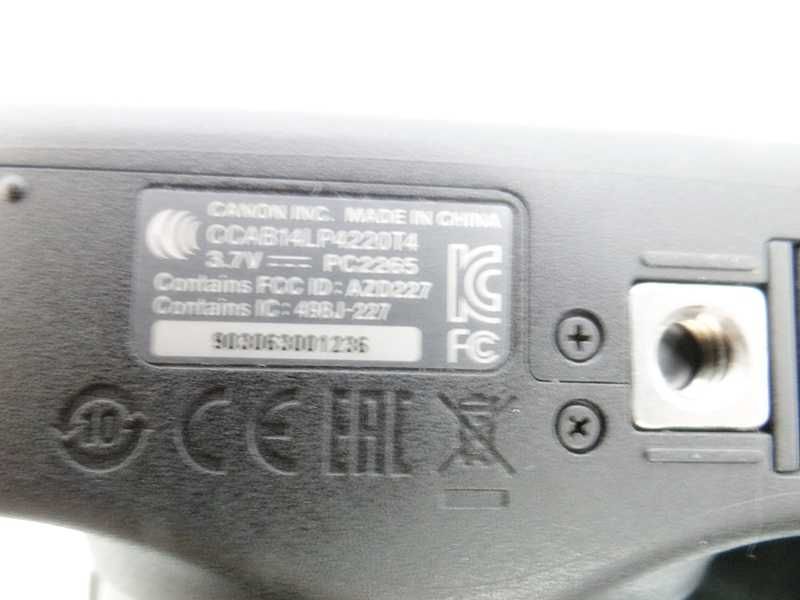 CANON INC. MADE IN CHINA
CCAB14LP4220T4
3.7V PC2265
Contains FCC ID: AZD227
Contains IC: 498J-227
903063001236
FC
10
CE
EAC